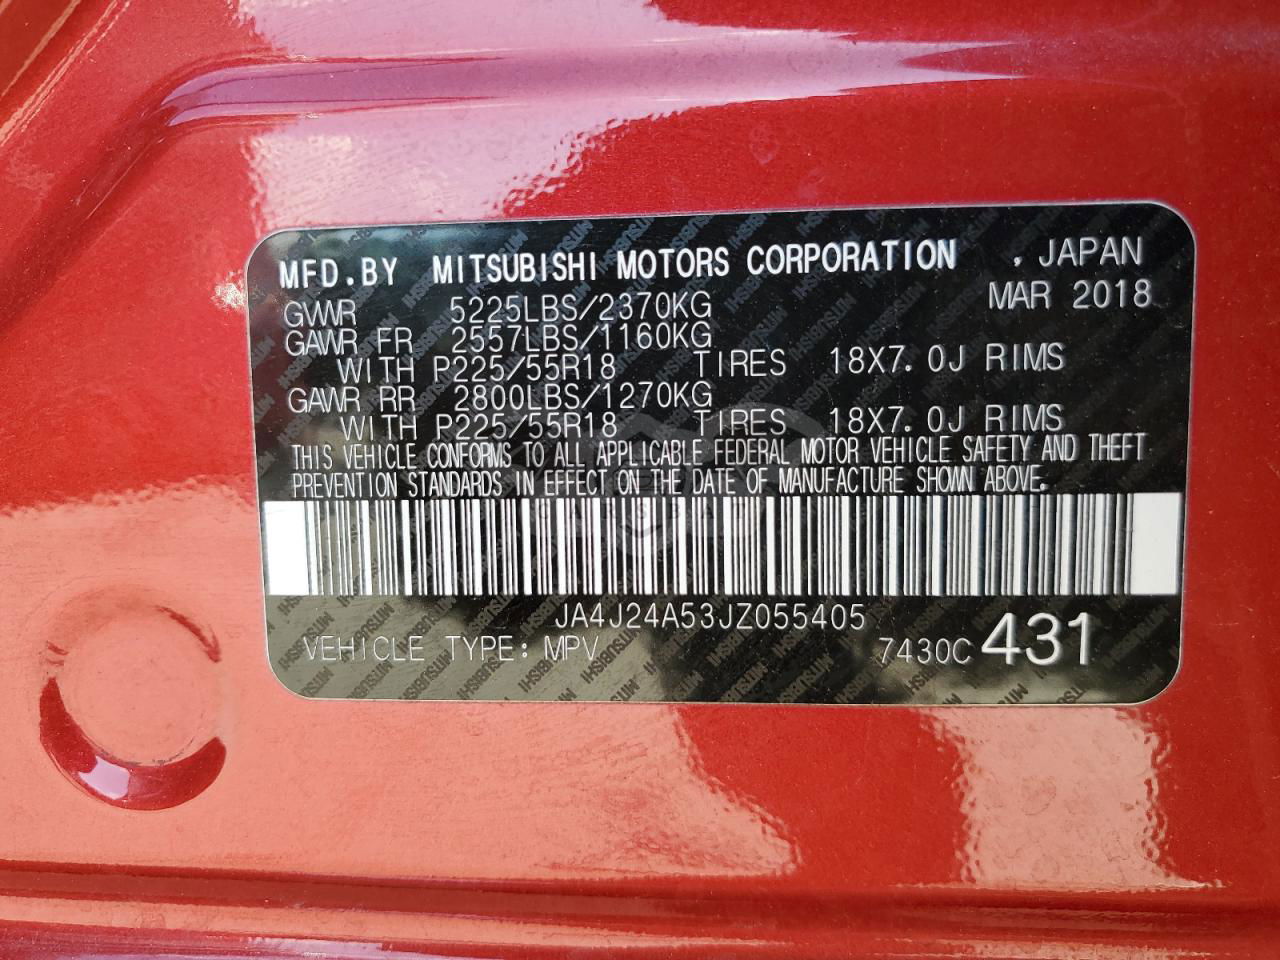 MFD.BY MITSUBISHI MOTORS CORPORATION , JAPAN
MAR 2018
GVWR 5225LBS/2370KG
GAWR FR 2557LBS/1160KG
WITH P225/55R18 TIRES 18X7.0J RIMS
GAWR RR 2800LBS/1270KG
WITH P225/55R18 TIRES 18X7.0J RIMS
THIS VEHICLE CONFORMS TO ALL APPLICABLE FEDERAL MOTOR VEHICLE SAFETY AND THEFT
PREVENTION STANDARDS IN EFFECT ON THE DATE OF MANUFACTURE SHOWN ABOVE.
JA4J24A53JZ055405
VEHICLE TYPE: MPV 7430C 431